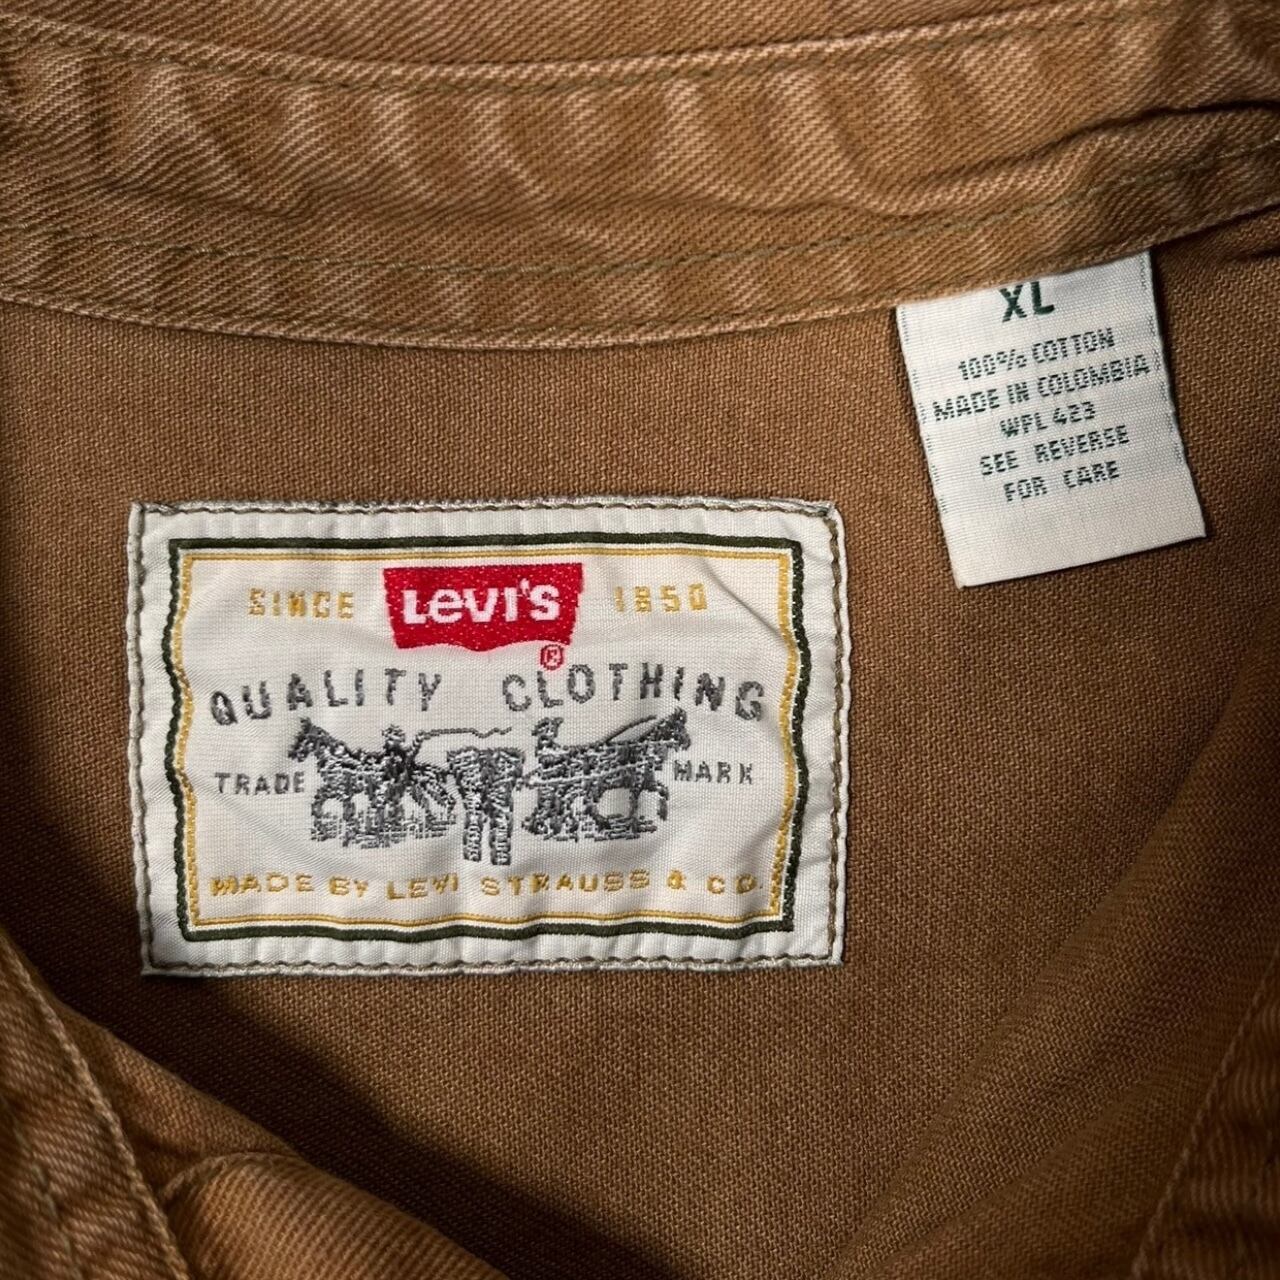 XL
100% COTTON
MADE IN COLOMBIA
WPL 423
SEE REVERSE
FOR CARE
SINCE LEVI'S 1850
®
QUALITY CLOTHING
TRADE MARK
MADE BY LEVI STRAUSS & CO.